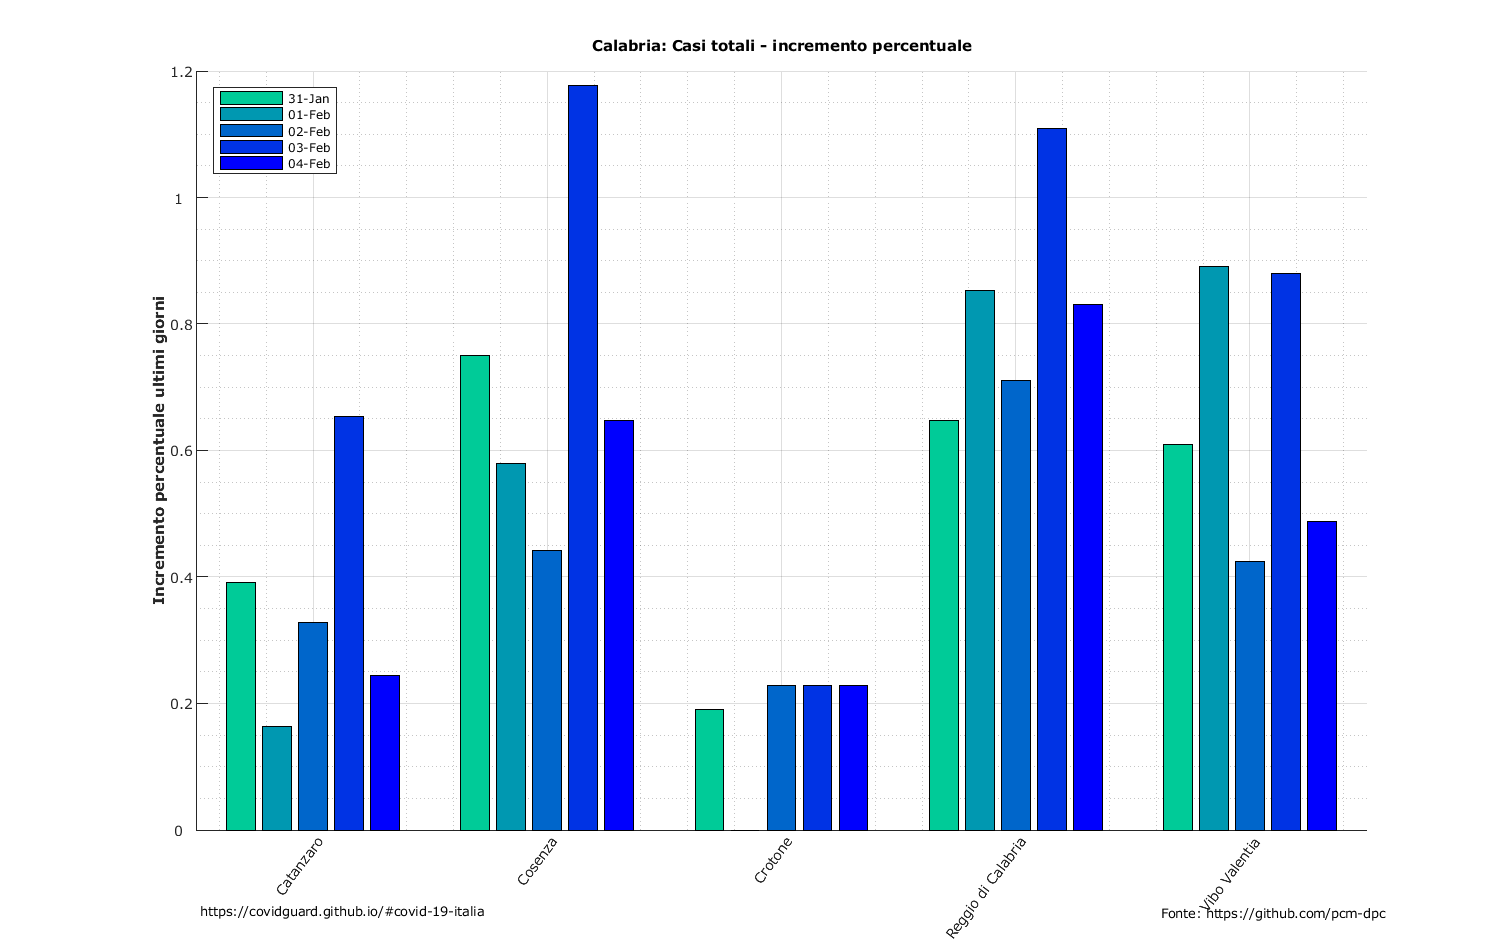 Calabria: Casi totali - incremento percentuale
31-Jan
01-Feb
02-Feb
03-Feb
04-Feb
Incremento percentuale ultimi giorni
1.2
1
0.8
0.6
0.4
0.2
0
Catanzaro
Cosenza
Crotone
Reggio di Calabria
Vibo Valentia
https://covidguard.github.io/#covid-19-italia
Fonte: https://github.com/pcm-dpc